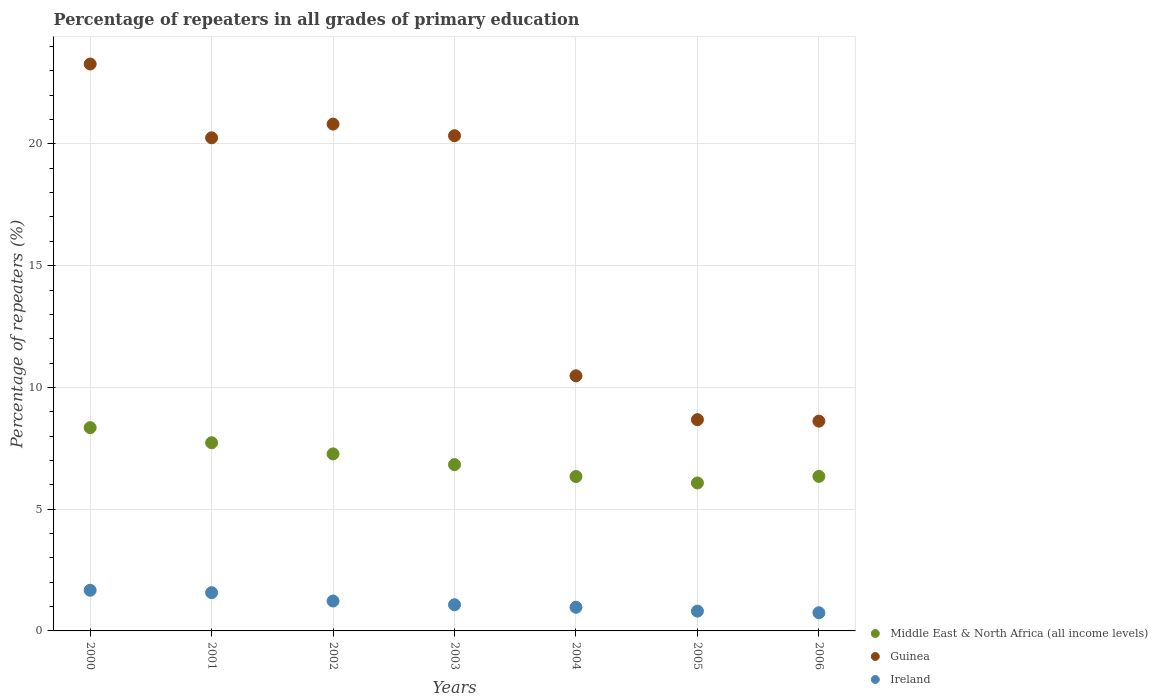 Percentage of repeaters in all grades of primary education
Percentage of repeaters (%)
20
15
10
5
0
2000
2001
2002
2003
2004
2005
2006
Years
Middle East & North Africa (all income levels)
Guinea
Ireland